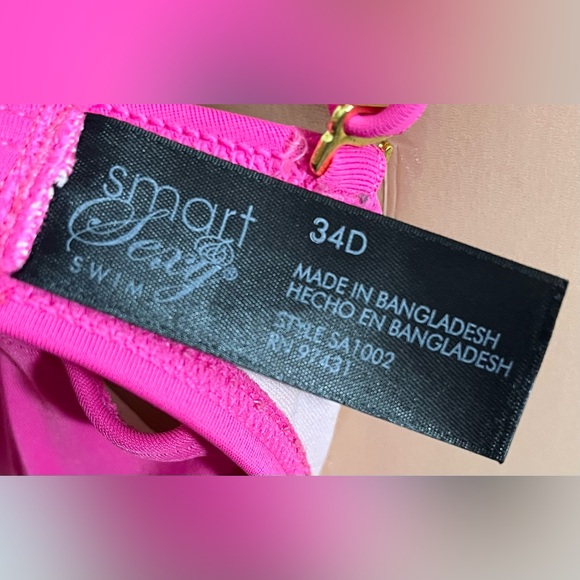 smart
Sexy®
SWIM
34D
MADE IN BANGLADESH
HECHO EN BANGLADESH
STYLE SA1002
RN 97431